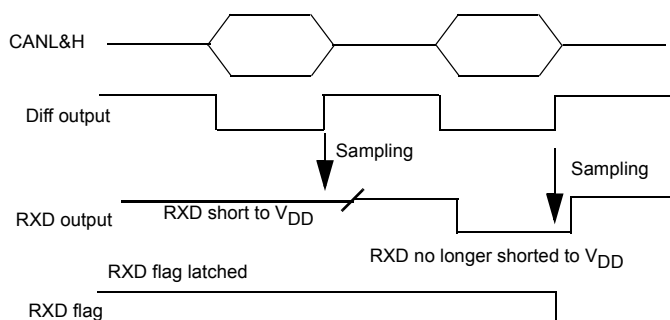 CANL&H
Diff output
Sampling
Sampling
RXD output
RXD short to VDD
RXD no longer shorted to VDD
RXD flag latched
RXD flag